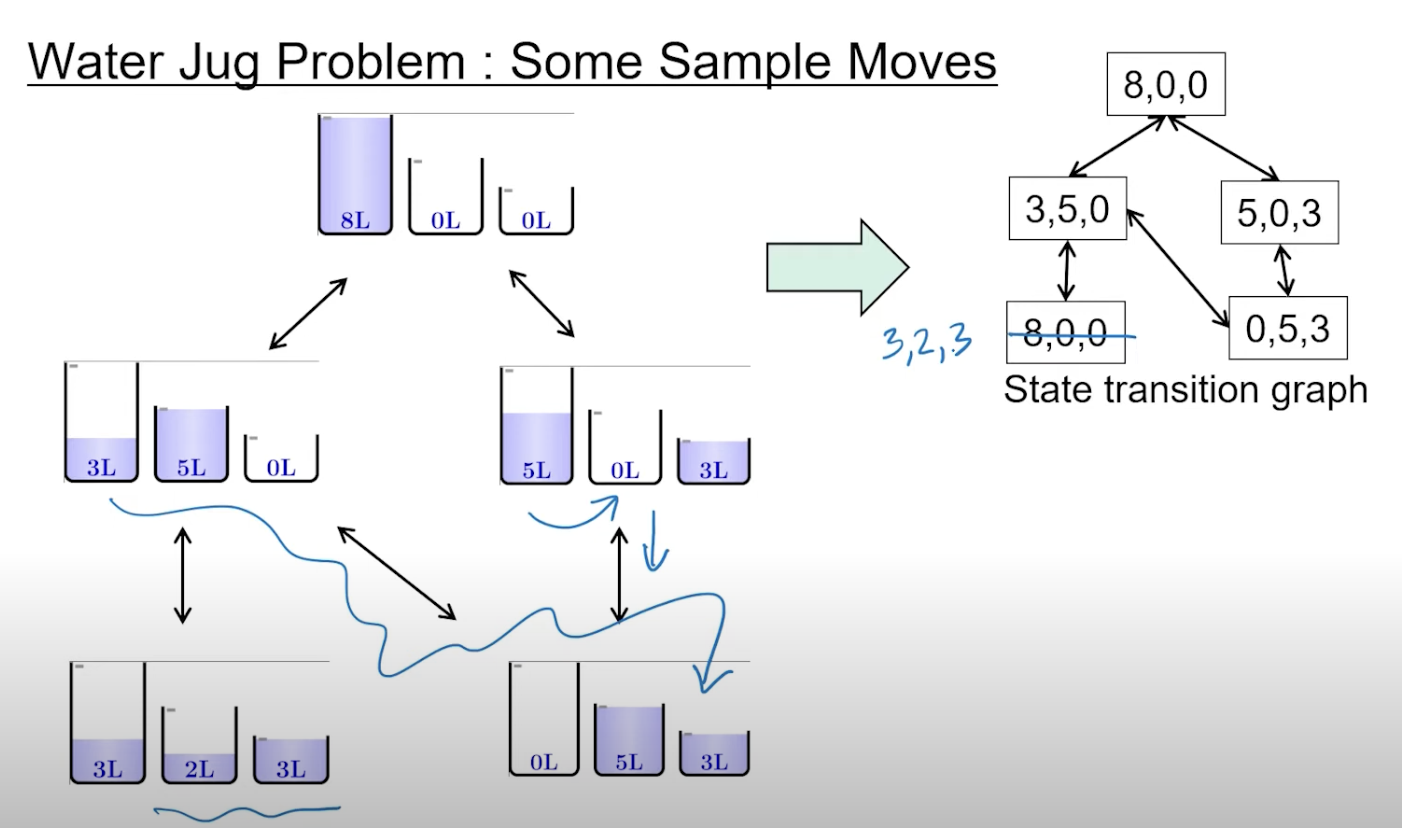 Water Jug Problem : Some Sample Moves
8L 0L 0L
3L 5L 0L
5L 0L 3L
3L 2L 3L
0L 5L 3L
8,0,0
3,5,0
5,0,3
3,2,3
8,0,0
0,5,3
State transition graph